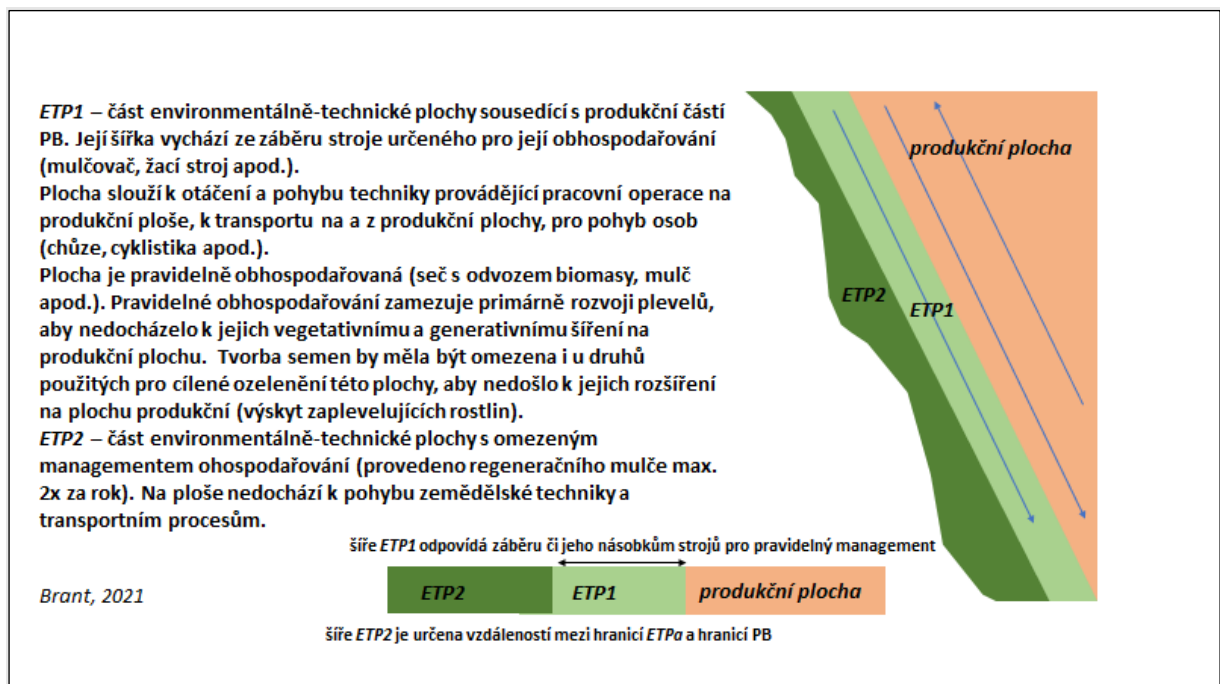 ETP1 – část environmentálně-technické plochy sousedící s produkční částí
PB. Její šířka vychází ze záběru stroje určeného pro její obhospodařování
(mulčovač, žací stroj apod.).
Plocha slouží k otáčení a pohybu techniky provádějící pracovní operace na
produkční ploše, k transportu na a z produkční plochy, pro pohyb osob
(chůze, cyklistika apod.).
Plocha je pravidelně obhospodařovaná (seč s odvozem biomasy, mulč
apod.). Pravidelné obhospodařování zamezuje primárně rozvoji plevelů,
aby nedocházelo k jejich vegetativnímu a generativnímu šíření na
produkční plochu. Tvorba semen by měla být omezena i u druhů
použitých pro cílené ozelenění této plochy, aby nedošlo k jejich rozšíření
na plochu produkční (výskyt zaplevelujících rostlin).
ETP2 – část environmentálně-technické plochy s omezeným
managementem ohospodařování (provedeno regeneračního mulče max.
2x za rok). Na ploše nedochází k pohybu zemědělské techniky a
transportním procesům.
produkční plocha
ETP2
ETP1
šíře ETP1 odpovídá záběru či jeho násobkům strojů pro pravidelný management
ETP2
ETP1
produkční plocha
šíře ETP2 je určena vzdáleností mezi hranicí ETPa a hranicí PB
Brant, 2021